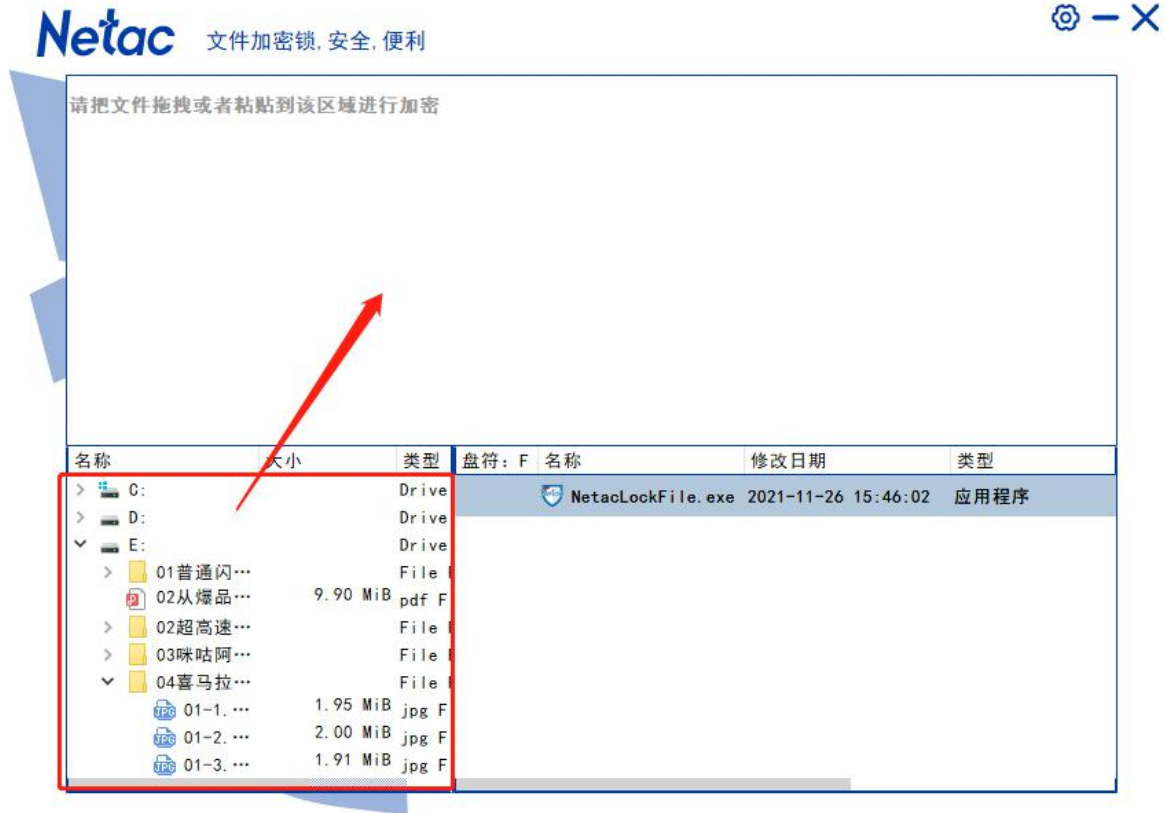 Netac 文件加密锁,安全,便利
请把文件拖拽或者粘贴到该区域进行加密
名称 大小 类型 盘符: F 名称 修改日期 类型
C: Drive
NetacLockFile.exe 2021-11-26 15:46:02 应用程序
D: Drive
E: Drive
01普通闪… File
02从爆品… 9.90 MiB pdf F
02超高速… File
03咪咕阿… File
04喜马拉… File
01-1.… 1.95 MiB jpg F
01-2.… 2.00 MiB jpg F
01-3.… 1.91 MiB jpg F